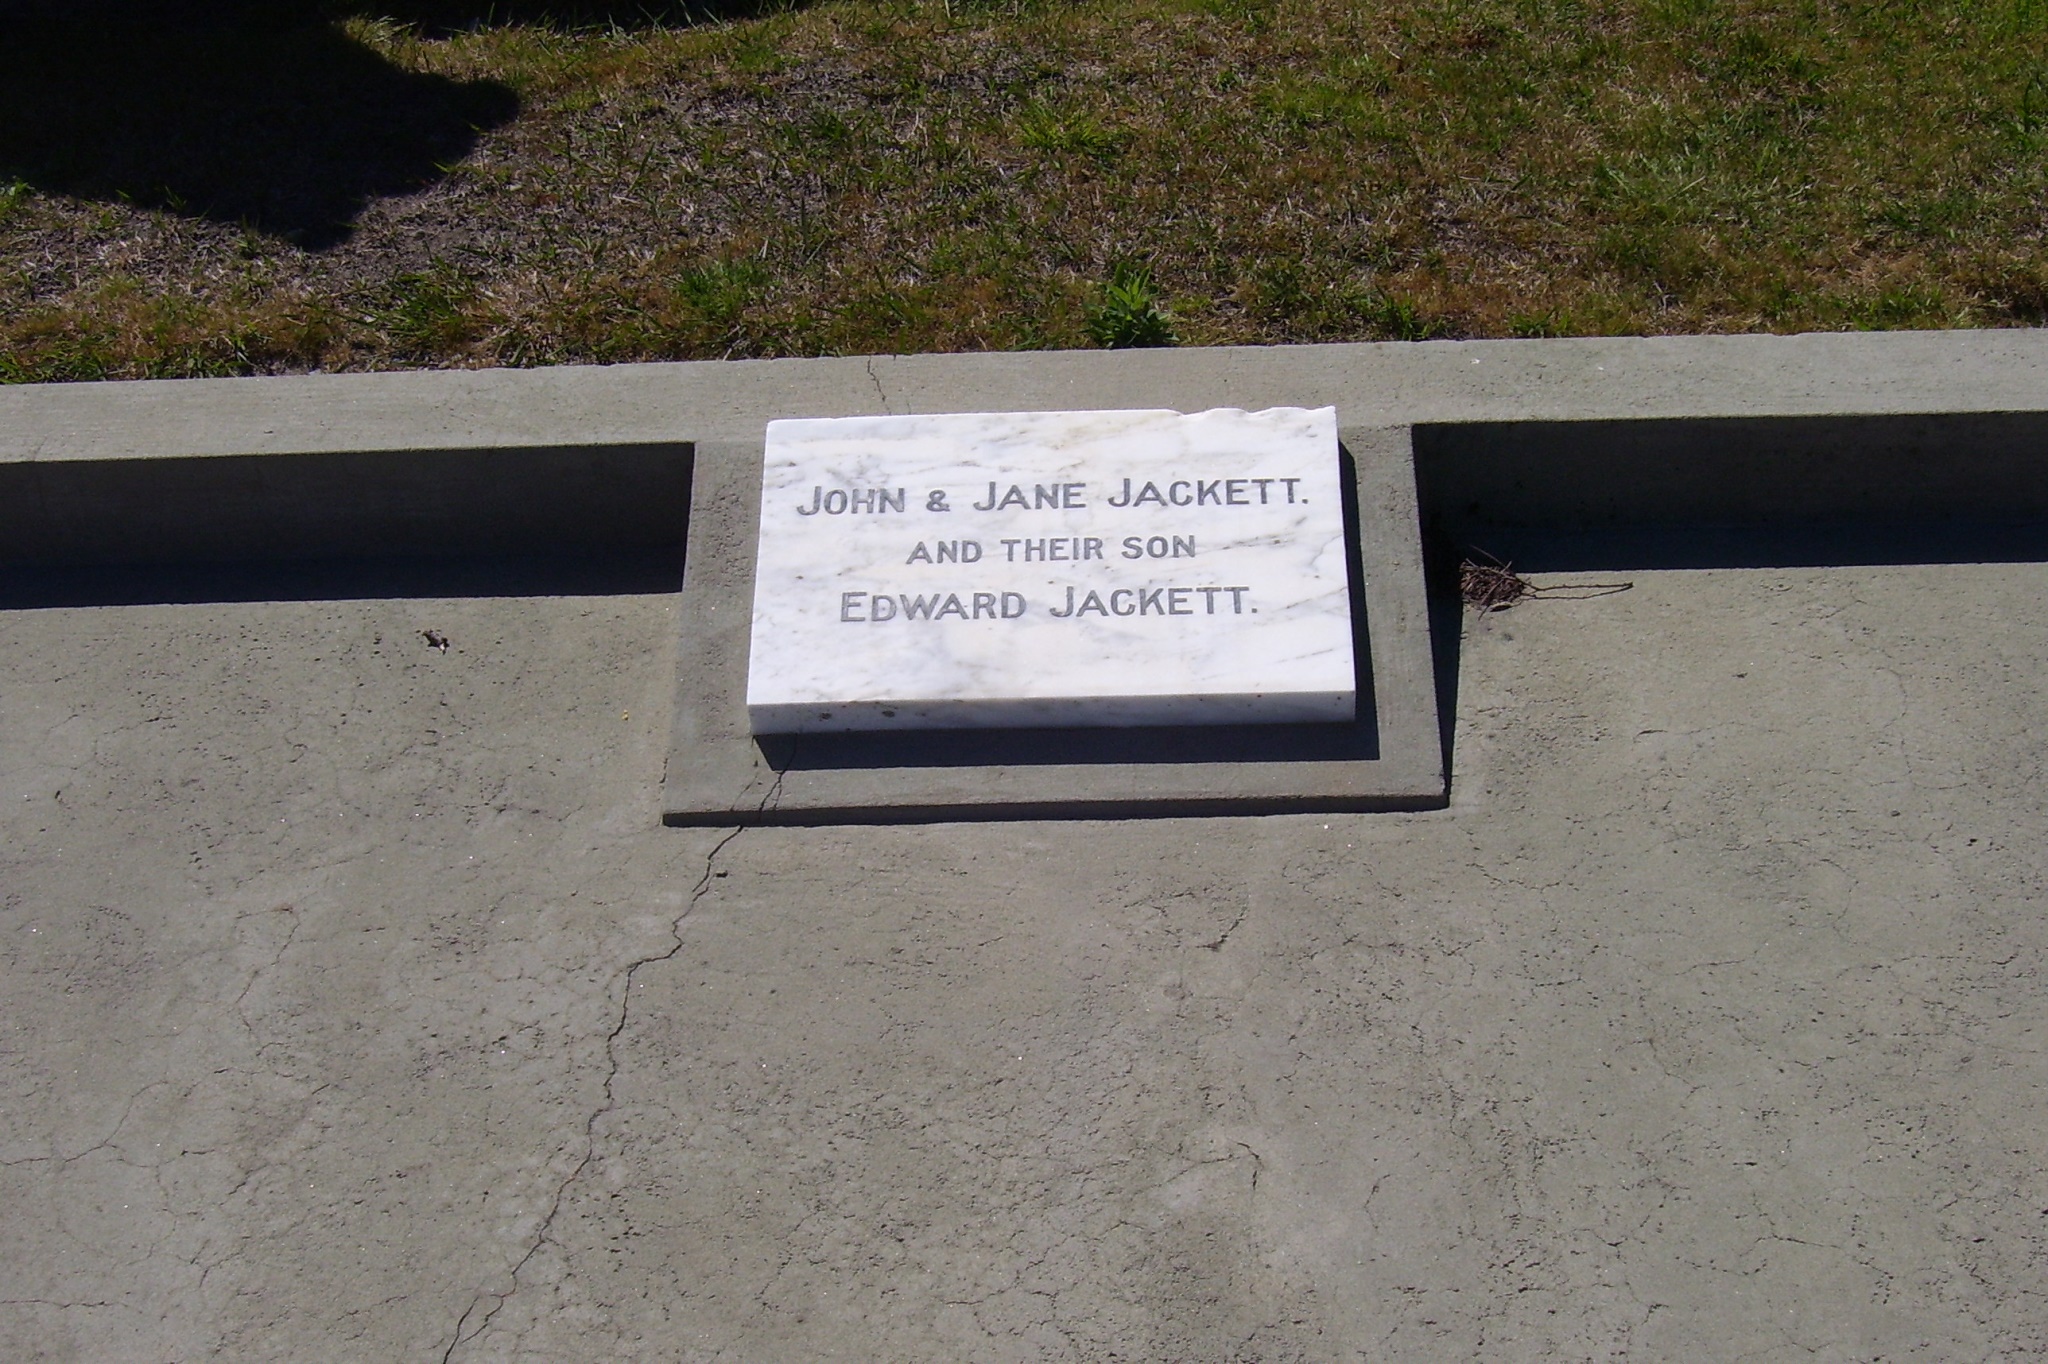 JOHN & JANE JACKETT.
AND THEIR SON
EDWARD JACKETT.